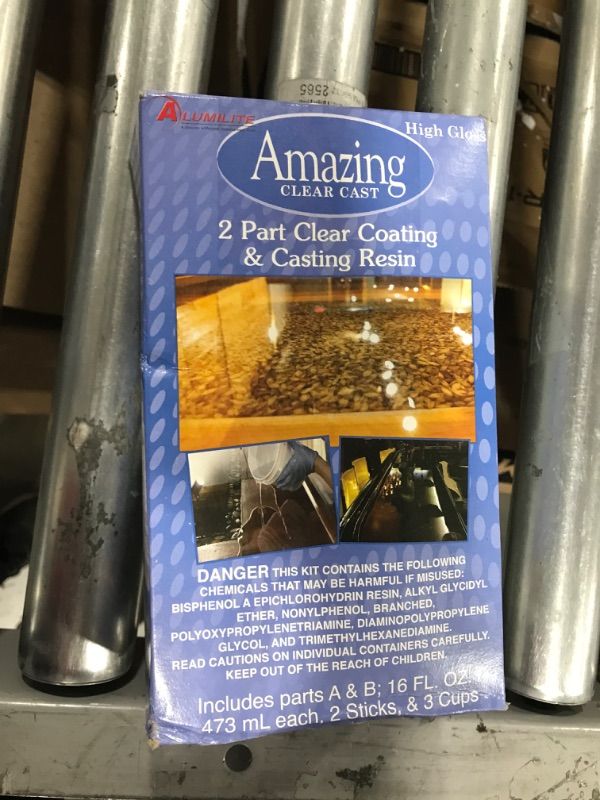 2565
ALUMILITE
High Gloss
Amazing
CLEAR CAST
2 Part Clear Coating
& Casting Resin
DANGER THIS KIT CONTAINS THE FOLLOWING
CHEMICALS THAT MAY BE HARMFUL IF MISUSED:
BISPHENOL A EPICHLOROHYDRIN RESIN, ALKYL GLYCIDYL
ETHER, NONYLPHENOL, BRANCHED,
POLYOXYPROPYLENETRIAMINE, DIAMINOPOLYPROPYLENE
GLYCOL, AND TRIMETHYLHEXANEDIAMINE.
READ CAUTIONS ON INDIVIDUAL CONTAINERS CAREFULLY.
KEEP OUT OF THE REACH OF CHILDREN.
Includes parts A & B; 16 FL. OZ.
473 mL each, 2 Sticks, & 3 Cups